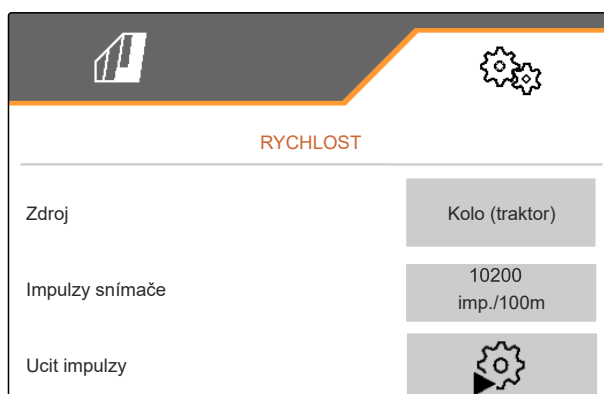 RYCHLOST
Zdroj
Kolo (traktor)
Impulzy snímače
10200
imp./100m
Ucit impulzy